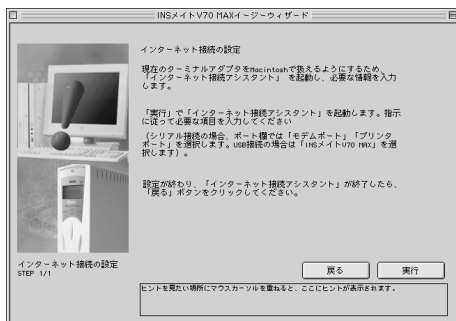 INSメイトV70 MAXイージーウィザード
インターネット接続の設定
現在のターミナルアダプタをMacintoshで扱えるようにするため、
「インターネット接続アシスタント」 を起動し、必要な情報を入力
します。
「実行」で「インターネット接続アシスタント」を起動します。指示
に従って必要な項目を入力してください
（シリアル接続の場合、ポート欄では「モデムポート」「プリンタ
ポート」を選択します。USB接続の場合は「INSメイトV70 MAX」を選
択します）。
設定が終わり、「インターネット接続アシスタント」が終了したら、
「戻る」ボタンをクリックしてください。
インターネット接続の設定
STEP 1/1
戻る
実行
ヒントを見たい場所にマウスカーソルを重ねると、ここにヒントが表示されます。